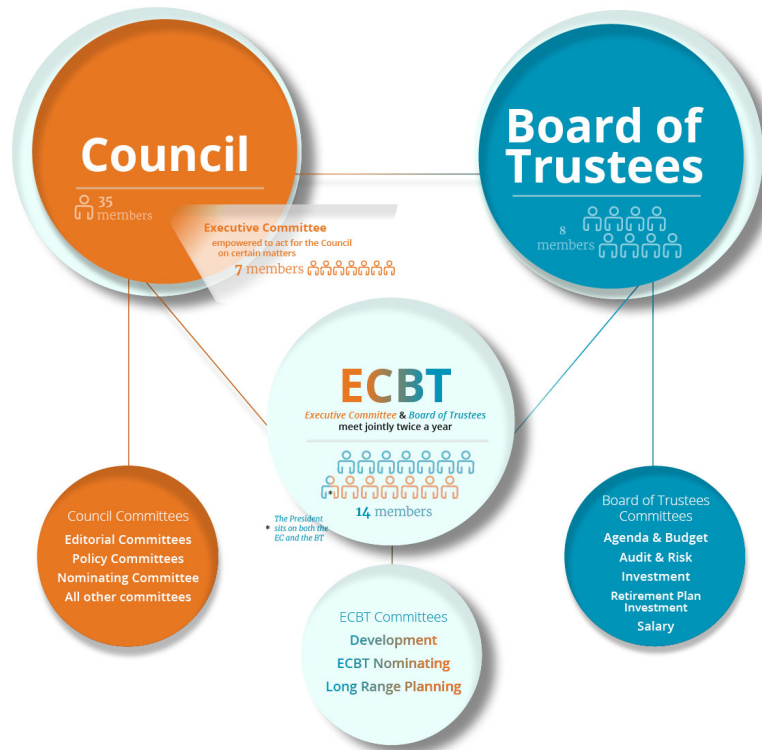 Council
35
members
Executive Committee
empowered to act for the Council
on certain matters
7 members
Board of
Trustees
8
members
ECBT
Executive Committee & Board of Trustees
meet jointly twice a year
*
14 members
The President
* sits on both the
EC and the BT
Council Committees
Editorial Committees
Policy Committees
Nominating Committee
All other committees
ECBT Committees
Development
ECBT Nominating
Long Range Planning
Board of Trustees
Committees
Agenda & Budget
Audit & Risk
Investment
Retirement Plan
Investment
Salary